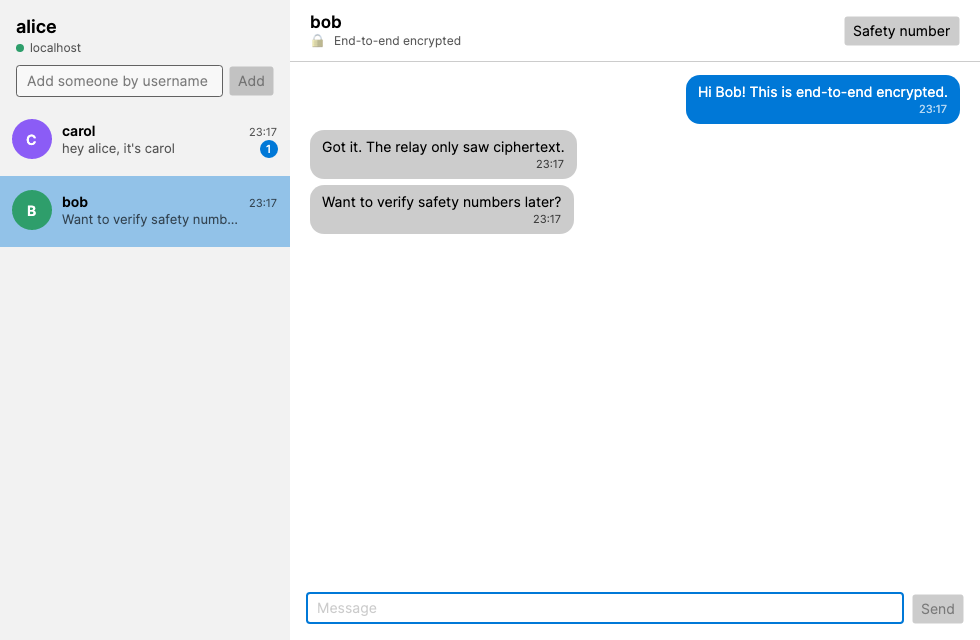 alice
localhost
Add someone by username
Add
C
carol
23:17
hey alice, it's carol
1
B
bob
23:17
Want to verify safety numb...
bob
End-to-end encrypted
Safety number
Hi Bob! This is end-to-end encrypted.
23:17
Got it. The relay only saw ciphertext.
23:17
Want to verify safety numbers later?
23:17
Message
Send